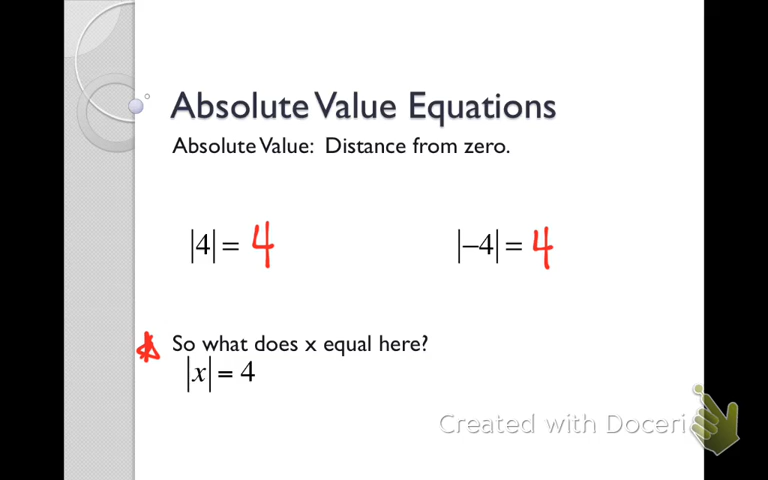 Absolute Value Equations
Absolute Value: Distance from zero.
|4| = 4
|−4| = 4
So what does x equal here?
|x| = 4
Created with Doceri